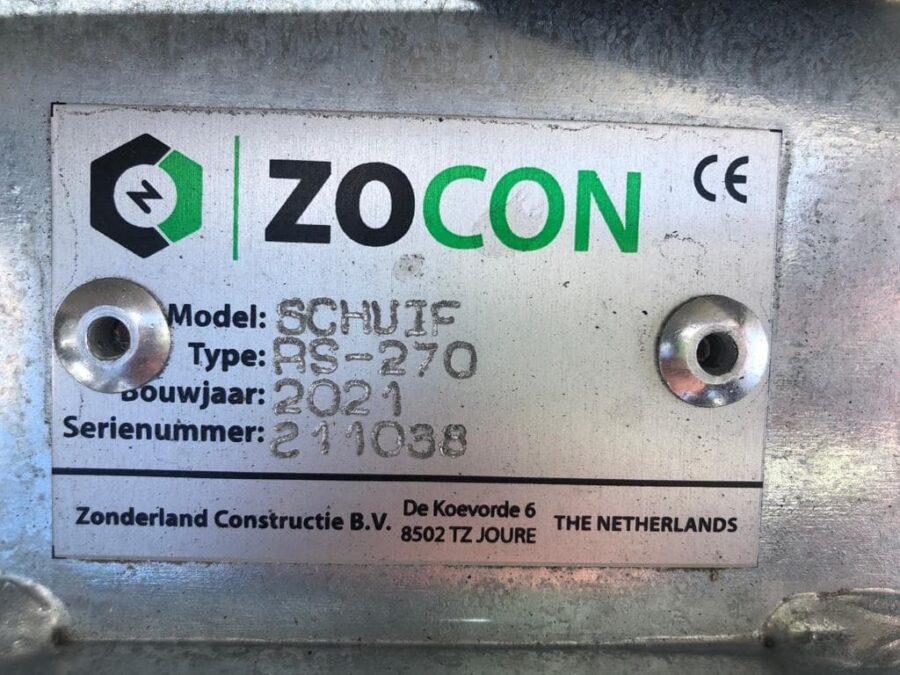 N ZOCON CE
Model: SCHUIF
Type: RS-270
Bouwjaar: 2021
Serienummer: 211038
Zonderland Constructie B.V. De Koevorde 6
8502 TZ JOURE THE NETHERLANDS